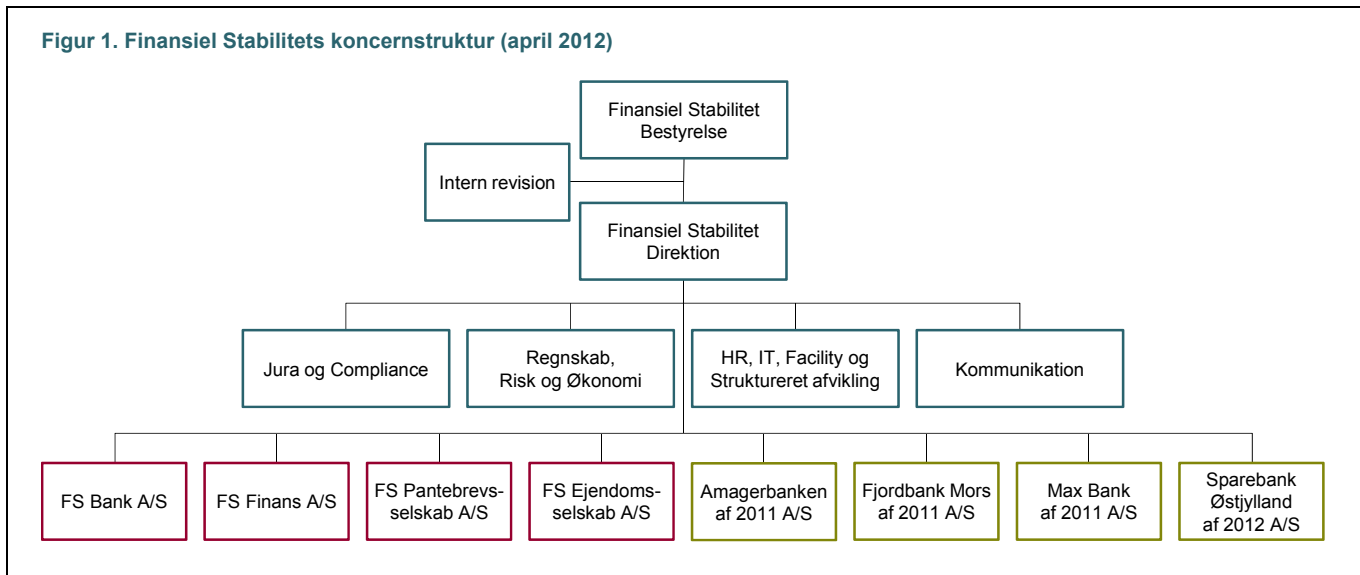 Figur 1. Finansiel Stabilitets koncernstruktur (april 2012)
Finansiel Stabilitet
Bestyrelse
Intern revision
Finansiel Stabilitet
Direktion
Jura og Compliance
Regnskab,
Risk og Økonomi
HR, IT, Facility og
Struktureret afvikling
Kommunikation
FS Bank A/S
FS Finans A/S
FS Pantebrevs-
selskab A/S
FS Ejendoms-
selskab A/S
Amagerbanken
af 2011 A/S
Fjordbank Mors
af 2011 A/S
Max Bank
af 2011 A/S
Sparebank
Østjylland
af 2012 A/S